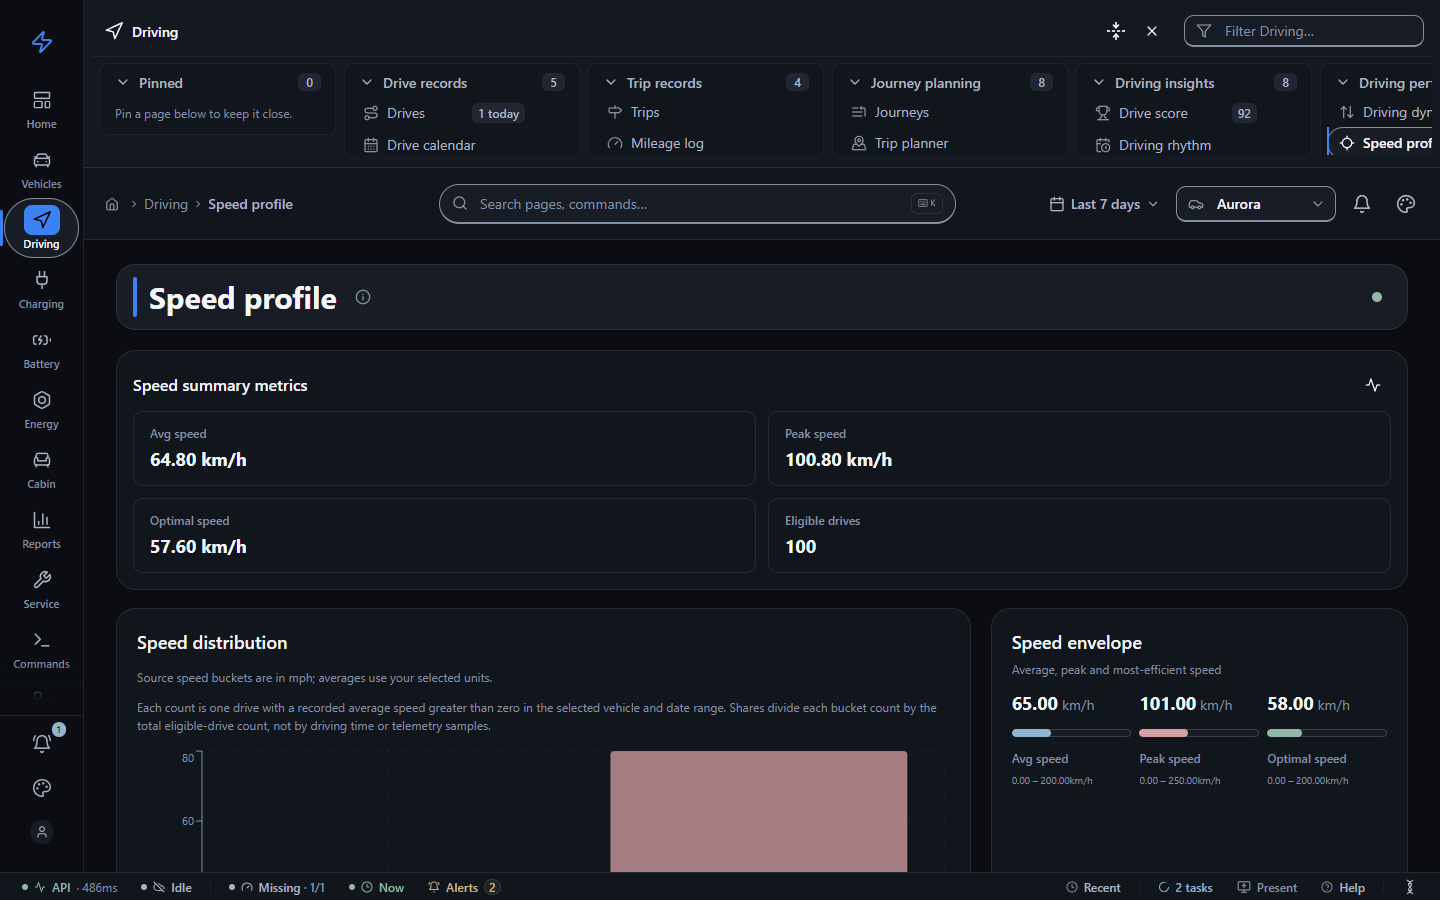 Driving
Filter Driving...
Pinned 0
Pin a page below to keep it close.
Drive records 5
Drives 1 today
Drive calendar
Trip records 4
Trips
Mileage log
Journey planning 8
Journeys
Trip planner
Driving insights 8
Drive score 92
Driving rhythm
Driving per
Driving dyn
Speed prof
Home
Vehicles
Driving
Charging
Battery
Energy
Cabin
Reports
Service
Commands
1
Driving Speed profile
Search pages, commands... K
Last 7 days
Aurora
Speed profile
Speed summary metrics
Avg speed
64.80 km/h
Peak speed
100.80 km/h
Optimal speed
57.60 km/h
Eligible drives
100
Speed distribution
Source speed buckets are in mph; averages use your selected units.
Each count is one drive with a recorded average speed greater than zero in the selected vehicle and date range. Shares divide each bucket count by the
total eligible-drive count, not by driving time or telemetry samples.
80
60
Speed envelope
Average, peak and most-efficient speed
65.00 km/h
Avg speed
0.00 – 200.00km/h
101.00 km/h
Peak speed
0.00 – 250.00km/h
58.00 km/h
Optimal speed
0.00 – 200.00km/h
API · 486ms
Idle
Missing · 1/1
Now
Alerts 2
Recent
2 tasks
Present
Help